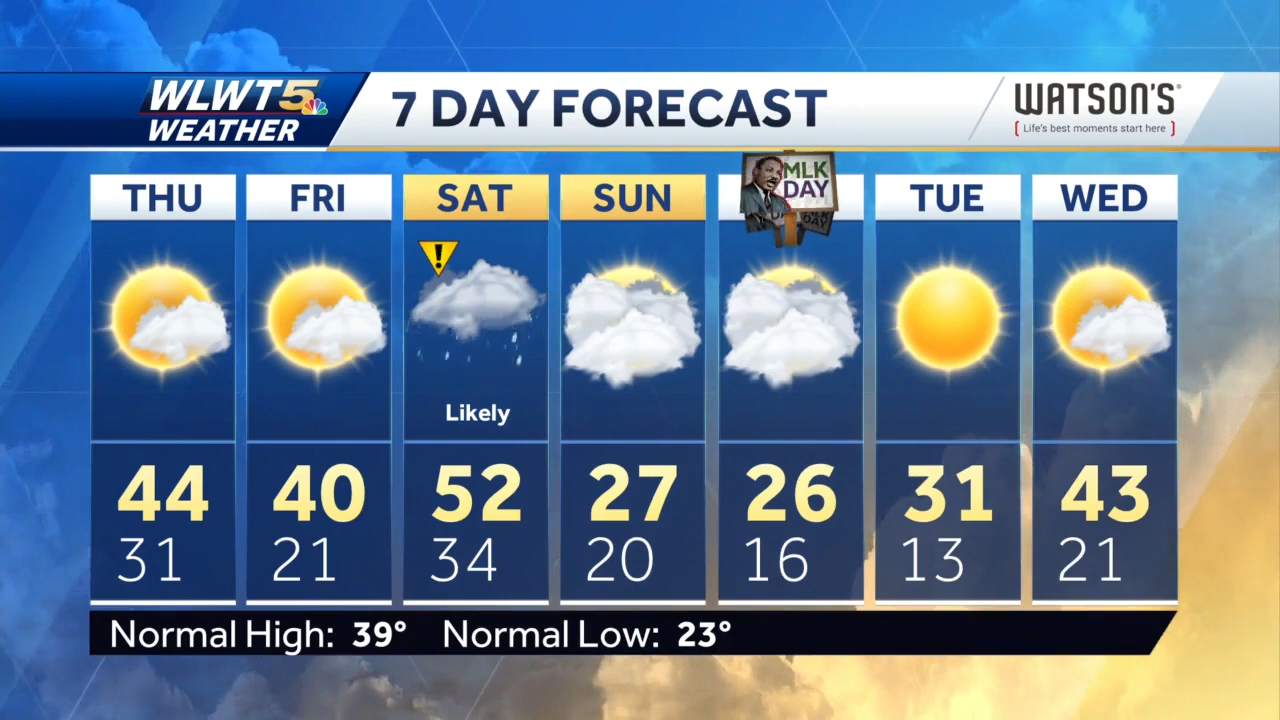 WLWT5
WEATHER
7 DAY FORECAST
WATSON'S®
[ Life's best moments start here ]
THU FRI SAT SUN MLK DAY TUE WED
!
Likely
44 40 52 27 26 31 43
31 21 34 20 16 13 21
Normal High: 39° Normal Low: 23°